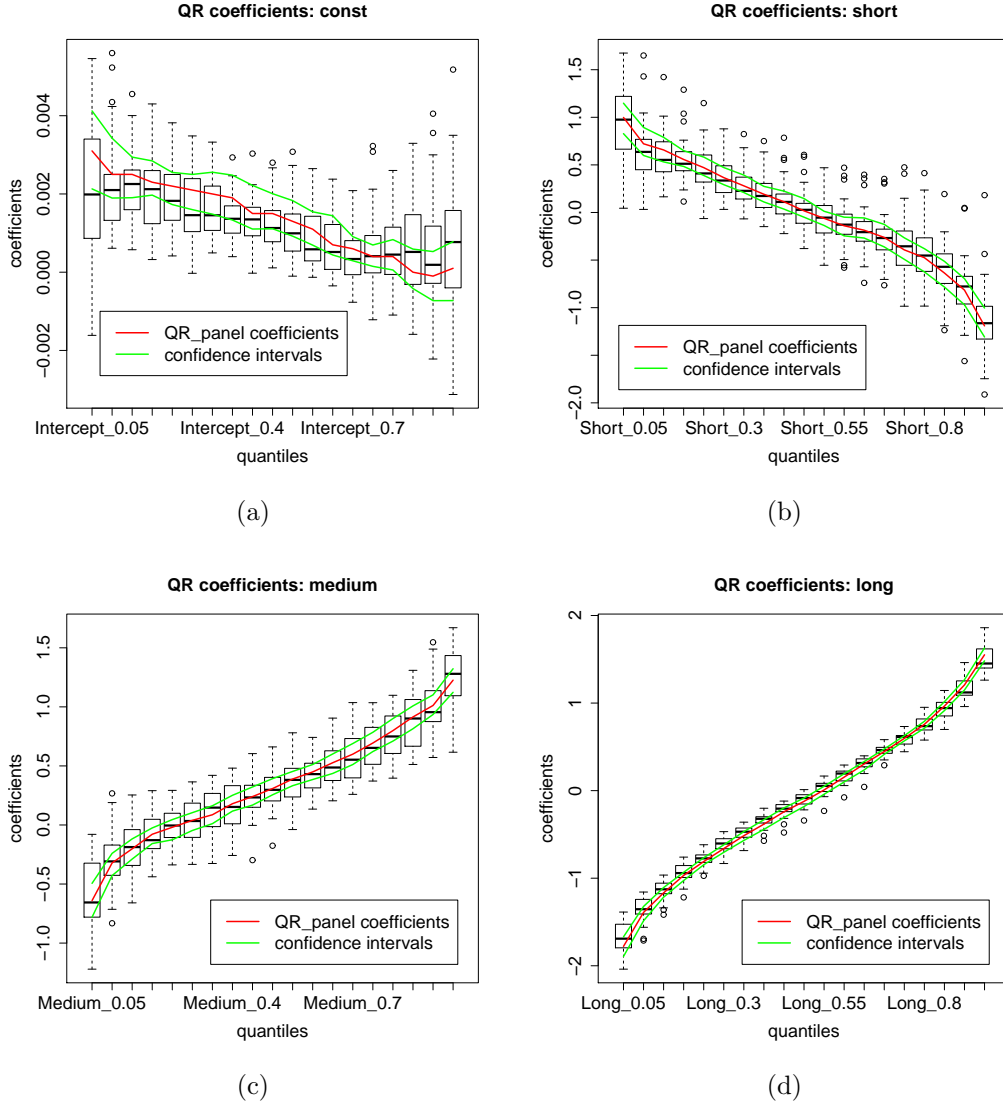 QR coefficients: const
coefficients
0.004
0.002
0.000
−0.002
QR_panel coefficients
confidence intervals
Intercept_0.05 Intercept_0.4 Intercept_0.7
quantiles
(a)
QR coefficients: short
coefficients
1.5
1.0
0.5
0.0
−1.0
−2.0
QR_panel coefficients
confidence intervals
Short_0.05 Short_0.3 Short_0.55 Short_0.8
quantiles
(b)
QR coefficients: medium
coefficients
1.5
1.0
0.5
0.0
−0.5
−1.0
QR_panel coefficients
confidence intervals
Medium_0.05 Medium_0.4 Medium_0.7
quantiles
(c)
QR coefficients: long
coefficients
2
1
0
−1
−2
QR_panel coefficients
confidence intervals
Long_0.05 Long_0.3 Long_0.55 Long_0.8
quantiles
(d)